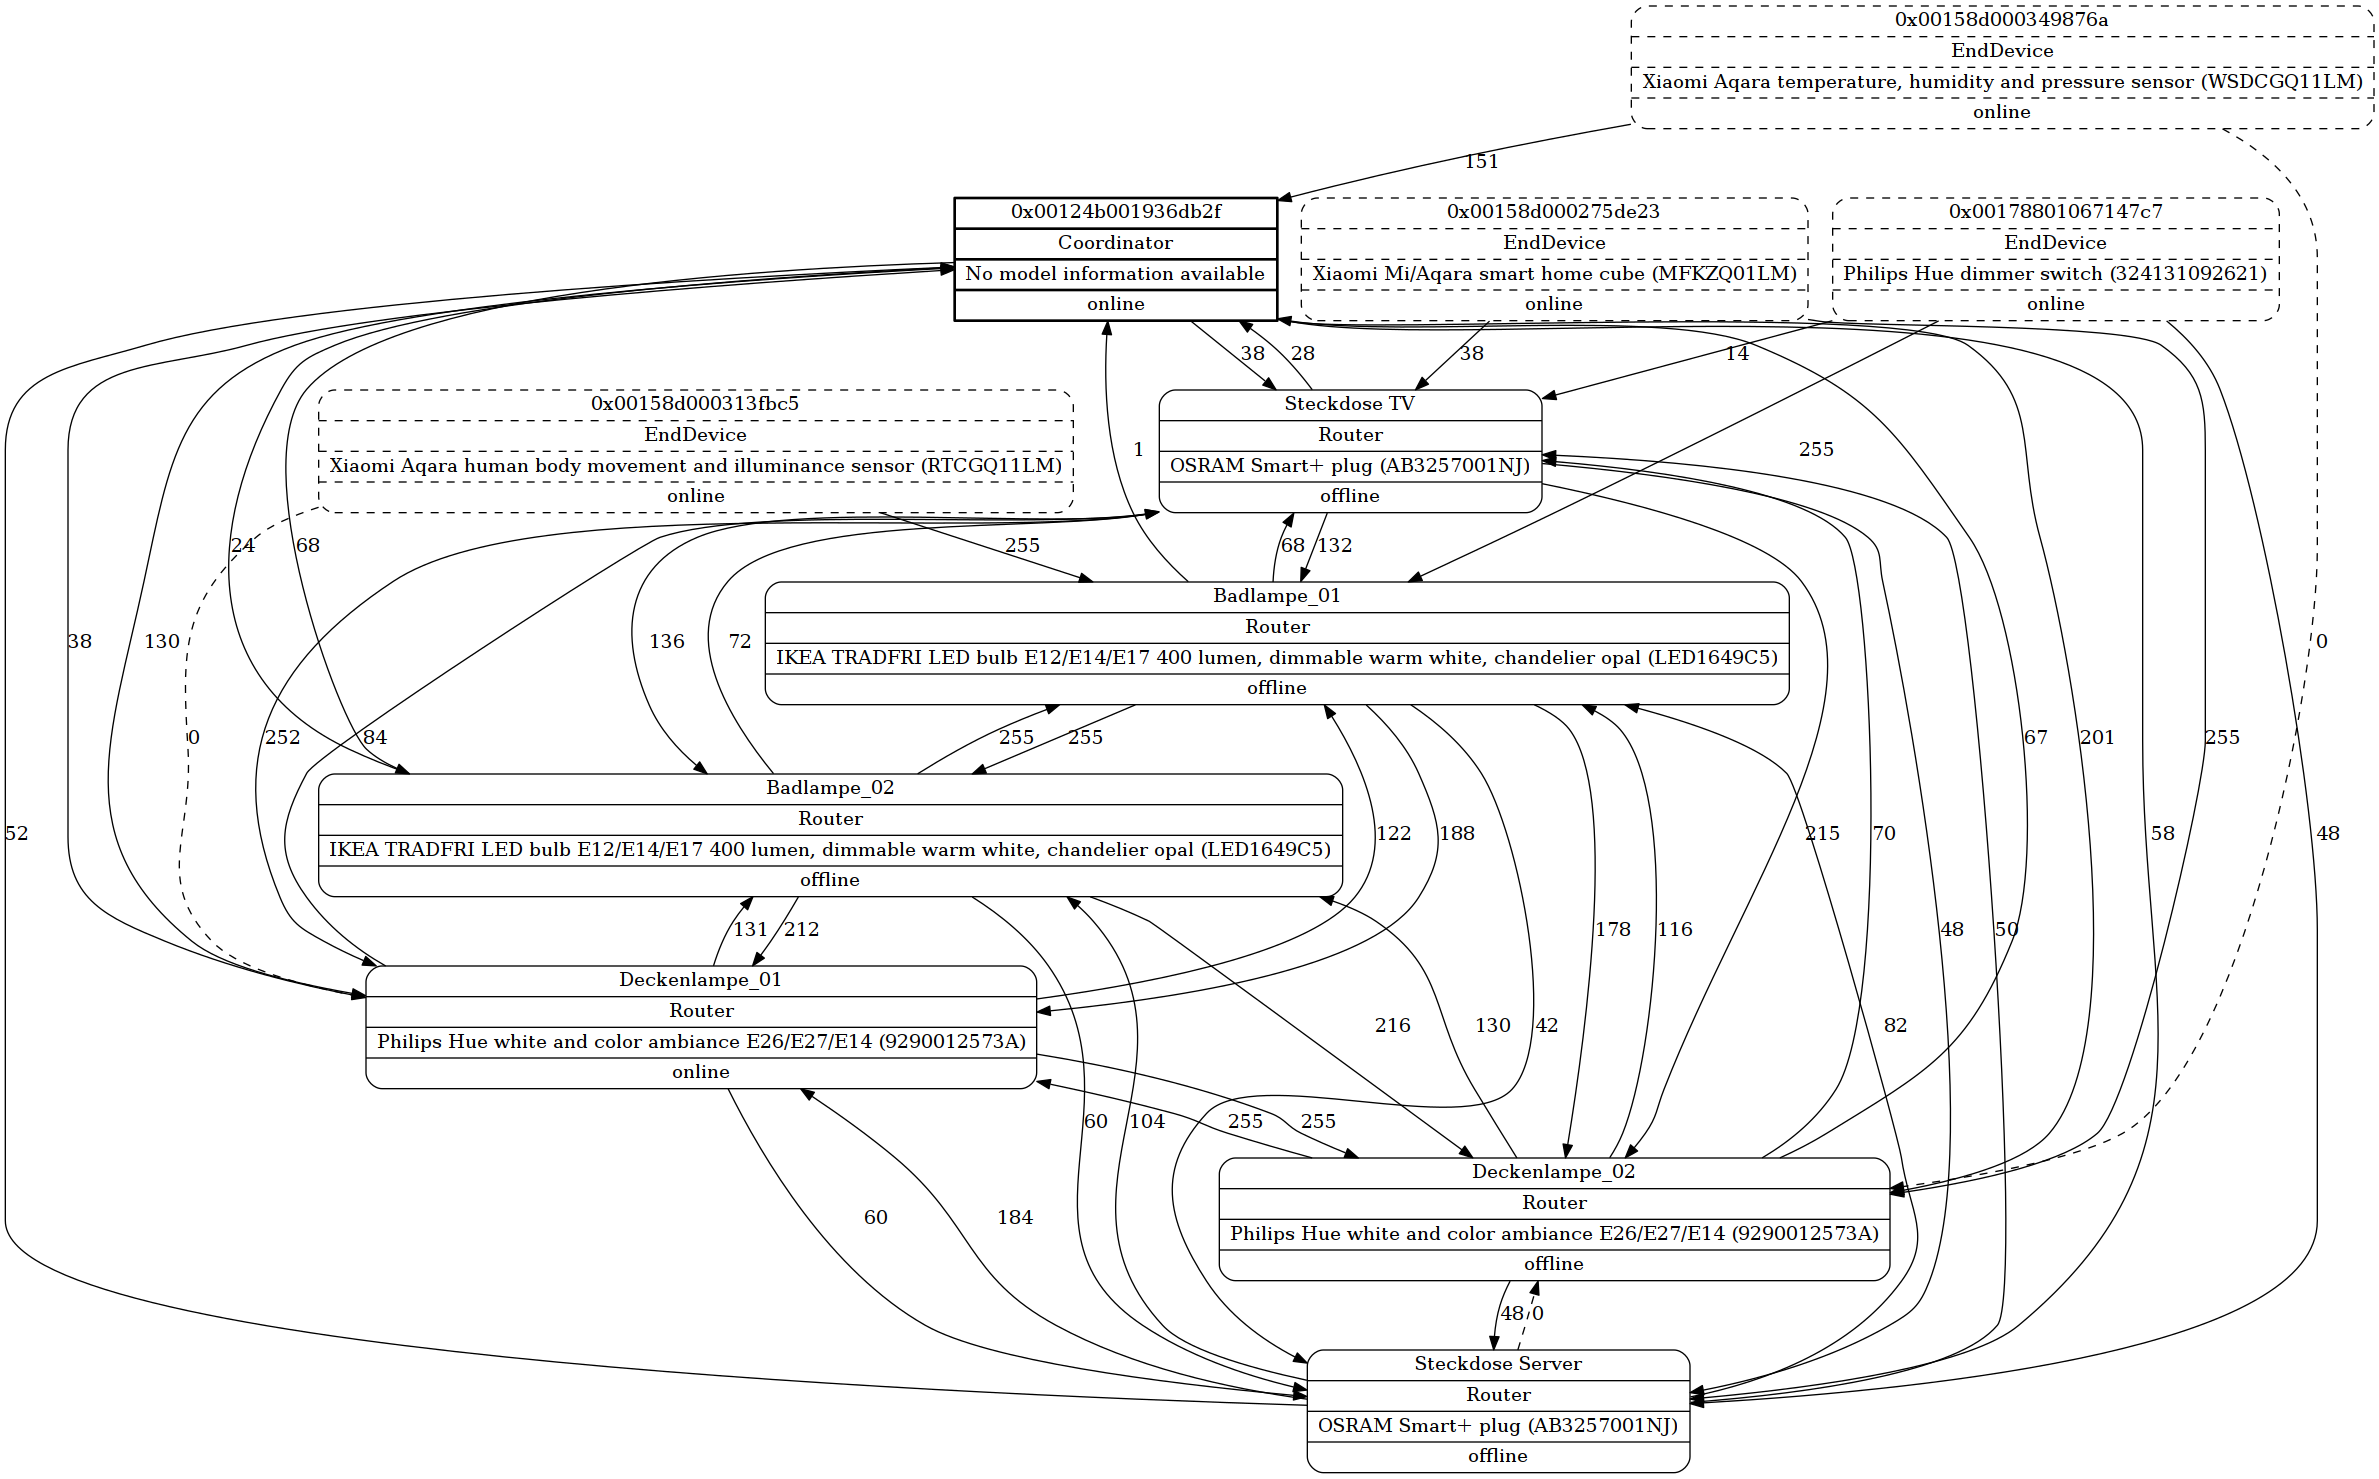 0x00158d000349876a
EndDevice
Xiaomi Aqara temperature, humidity and pressure sensor (WSDCGQ11LM)
online
151
0x00124b001936db2f
Coordinator
No model information available
online
0x00158d000275de23
EndDevice
Xiaomi Mi/Aqara smart home cube (MFKZQ01LM)
online
0x00178801067147c7
EndDevice
Philips Hue dimmer switch (324131092621)
online
38
28
38
14
0x00158d000313fbc5
EndDevice
Xiaomi Aqara human body movement and illuminance sensor (RTCGQ11LM)
online
Steckdose TV
Router
OSRAM Smart+ plug (AB3257001NJ)
offline
1
255
24
68
255
68
132
Badlampe_01
Router
IKEA TRADFRI LED bulb E12/E14/E17 400 lumen, dimmable warm white, chandelier opal (LED1649C5)
offline
38
130
136
72
0
0
252
84
255
255
67
201
255
Badlampe_02
Router
IKEA TRADFRI LED bulb E12/E14/E17 400 lumen, dimmable warm white, chandelier opal (LED1649C5)
offline
52
122
188
215
70
58
48
131
212
178
116
48
50
Deckenlampe_01
Router
Philips Hue white and color ambiance E26/E27/E14 (9290012573A)
online
216
130
42
82
60
104
255
255
Deckenlampe_02
Router
Philips Hue white and color ambiance E26/E27/E14 (9290012573A)
offline
60
184
48
0
Steckdose Server
Router
OSRAM Smart+ plug (AB3257001NJ)
offline